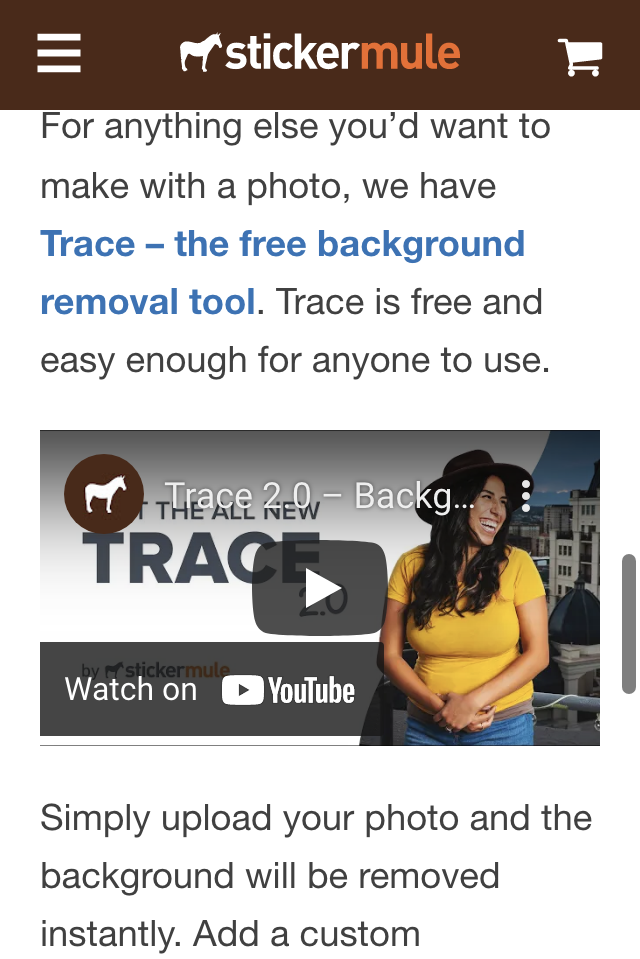 stickermule
For anything else you’d want to
make with a photo, we have
Trace – the free background
removal tool. Trace is free and
easy enough for anyone to use.
Trace 2.0 – Backg...
THE ALL NEW
TRACE
2.0
by stickermule
Watch on YouTube
Simply upload your photo and the
background will be removed
instantly. Add a custom